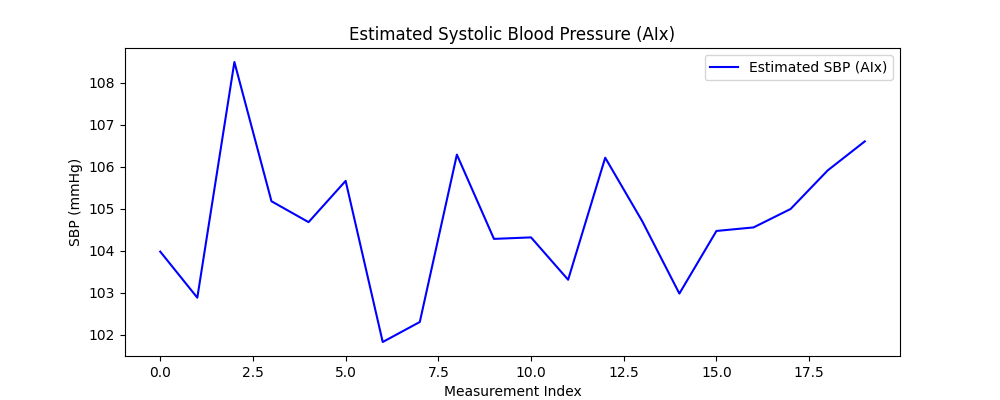 Estimated Systolic Blood Pressure (AIx)
Estimated SBP (AIx)
108
107
106
105
104
103
102
SBP (mmHg)
0.0 2.5 5.0 7.5 10.0 12.5 15.0 17.5
Measurement Index